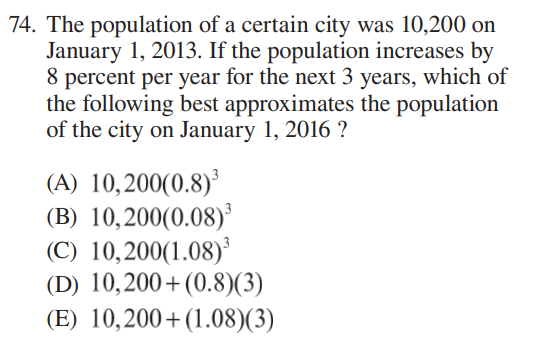 74. The population of a certain city was 10,200 on
January 1, 2013. If the population increases by
8 percent per year for the next 3 years, which of
the following best approximates the population
of the city on January 1, 2016 ?
(A) 10,200(0.8)³
(B) 10,200(0.08)³
(C) 10,200(1.08)³
(D) 10,200 + (0.8)(3)
(E) 10,200 + (1.08)(3)